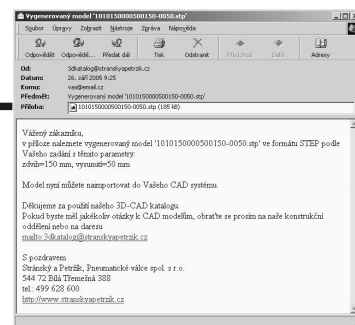 Vygenerovaný model '1010150000500150-0050.stp'
Soubor Úpravy Zobrazit Nástroje Zpráva Nápověda
Odpovědět Odpovědě... Předat dál Tisk Odstranit Předchozí Další Adresy
Od: 3dkatalog@stranskyapetrzik.cz
Datum: 26. září 2005 9:25
Komu: vas@email.cz
Předmět: Vygenerovaný model '1010150000500150-0050.stp'
Příloha: 1010150000500150-0050.stp (185 kB)
Vážený zákazníku,
v příloze naleznete vygenerovaný model '1010150000500150-0050.stp' ve formátu STEP podle
Vašeho zadání s těmito parametry:
zdvih=150 mm, vysunutí=50 mm
Model nyní můžete naimportovat do Vašeho CAD systému.
Děkujeme za použití našeho 3D-CAD katalogu.
Pokud byste měl jakékoliv otázky k CAD modelům, obraťte se prosím na naše konstrukční
oddělení nebo na daresu
mailto:3dkatalog@stranskyapetrzik.cz
S pozdravem
Stránský a Petržík, Pneumatické válce spol. s r.o.
544 72 Bílá Třemešná 388
tel.: 499 628 600
http://www.stranskyapetrzik.cz